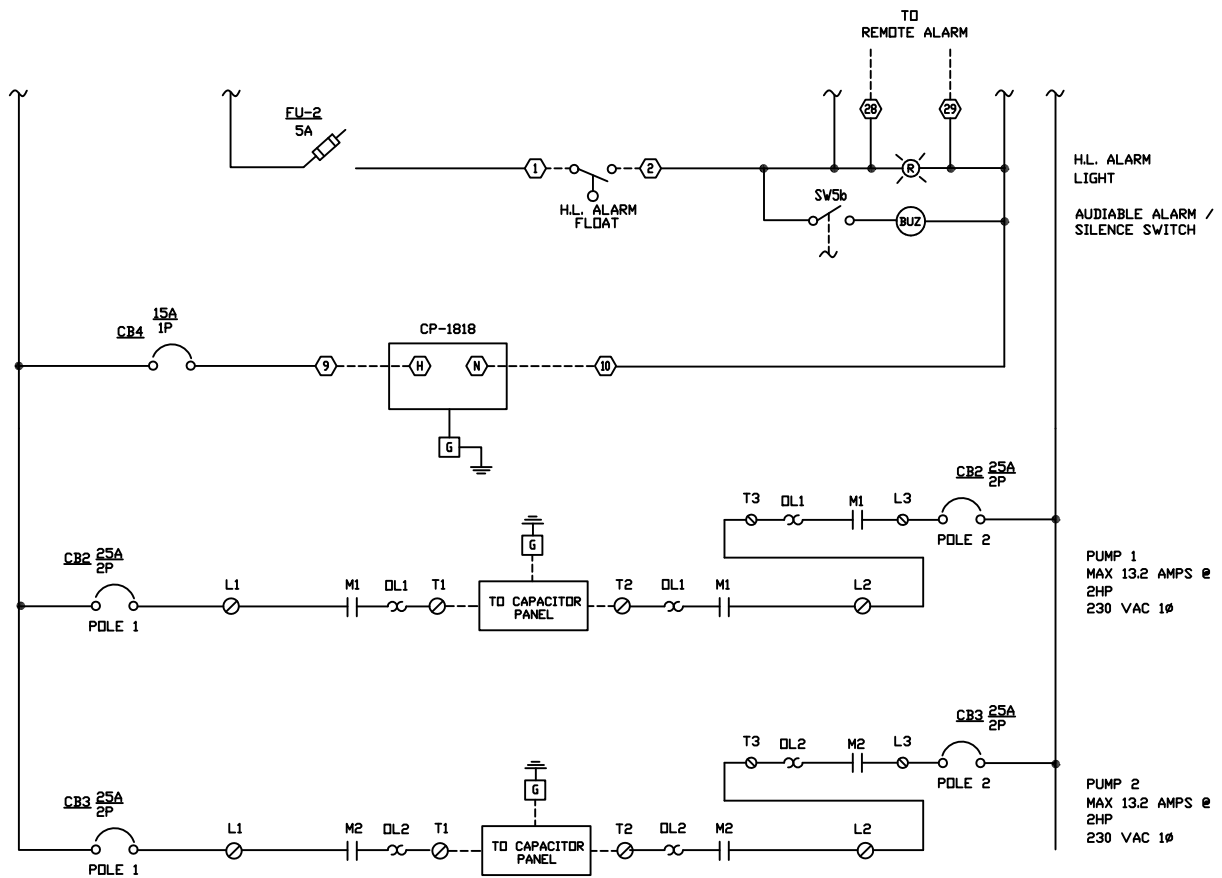 TO
REMOTE ALARM
FU-2
5A
28
29
1
2
R
H.L. ALARM
LIGHT
H.L. ALARM
FLOAT
SW5b
BUZ
AUDIABLE ALARM /
SILENCE SWITCH
15A
CB4
1P
CP-1818
9
H
N
10
G
CB2 25A
2P
T3
OL1
M1
L3
POLE 2
G
CB2 25A
2P
L1
M1
OL1
T1
TO CAPACITOR
PANEL
T2
OL1
M1
L2
POLE 1
PUMP 1
MAX 13.2 AMPS @
2HP
230 VAC 1Ø
CB3 25A
2P
T3
OL2
M2
L3
POLE 2
G
CB3 25A
2P
L1
M2
OL2
T1
TO CAPACITOR
PANEL
T2
OL2
M2
L2
POLE 1
PUMP 2
MAX 13.2 AMPS @
2HP
230 VAC 1Ø